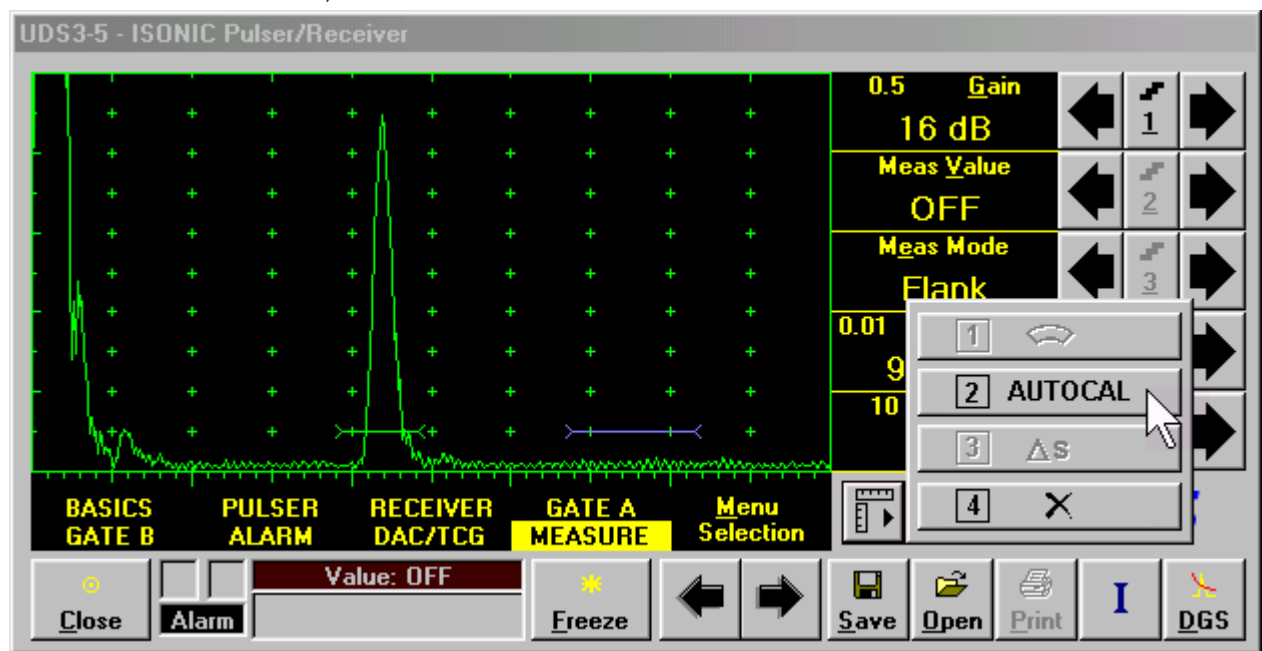 UDS3-5 - ISONIC Pulser/Receiver
0.5 Gain
16 dB
1
Meas Value
OFF
2
Meas Mode
Flank
3
0.01
9
10
1
2 AUTOCAL
3 ΔS
4 X
BASICS PULSER RECEIVER GATE A Menu
GATE B ALARM DAC/TCG MEASURE Selection
Close
Alarm
Value: OFF
Freeze
Save
Open
Print
I
DGS